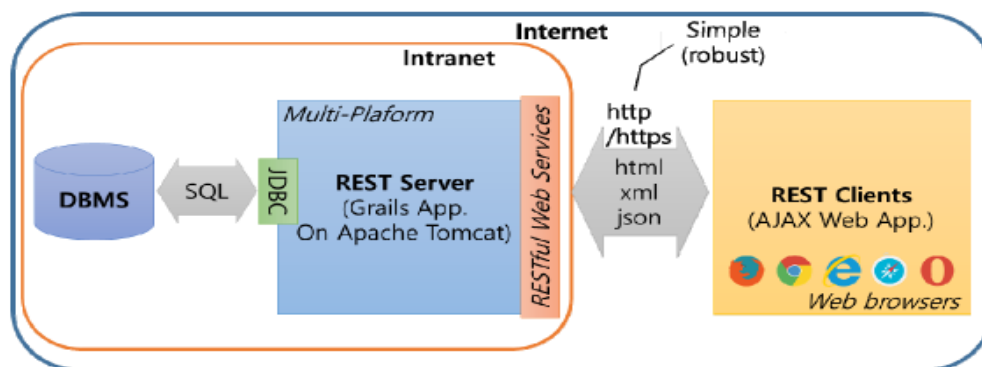 Internet
Intranet
Simple
(robust)
DBMS
SQL
JDBC
Multi-Plaform
REST Server
(Grails App.
On Apache Tomcat)
RESTful Web Services
http
/https
html
xml
json
REST Clients
(AJAX Web App.)
Web browsers